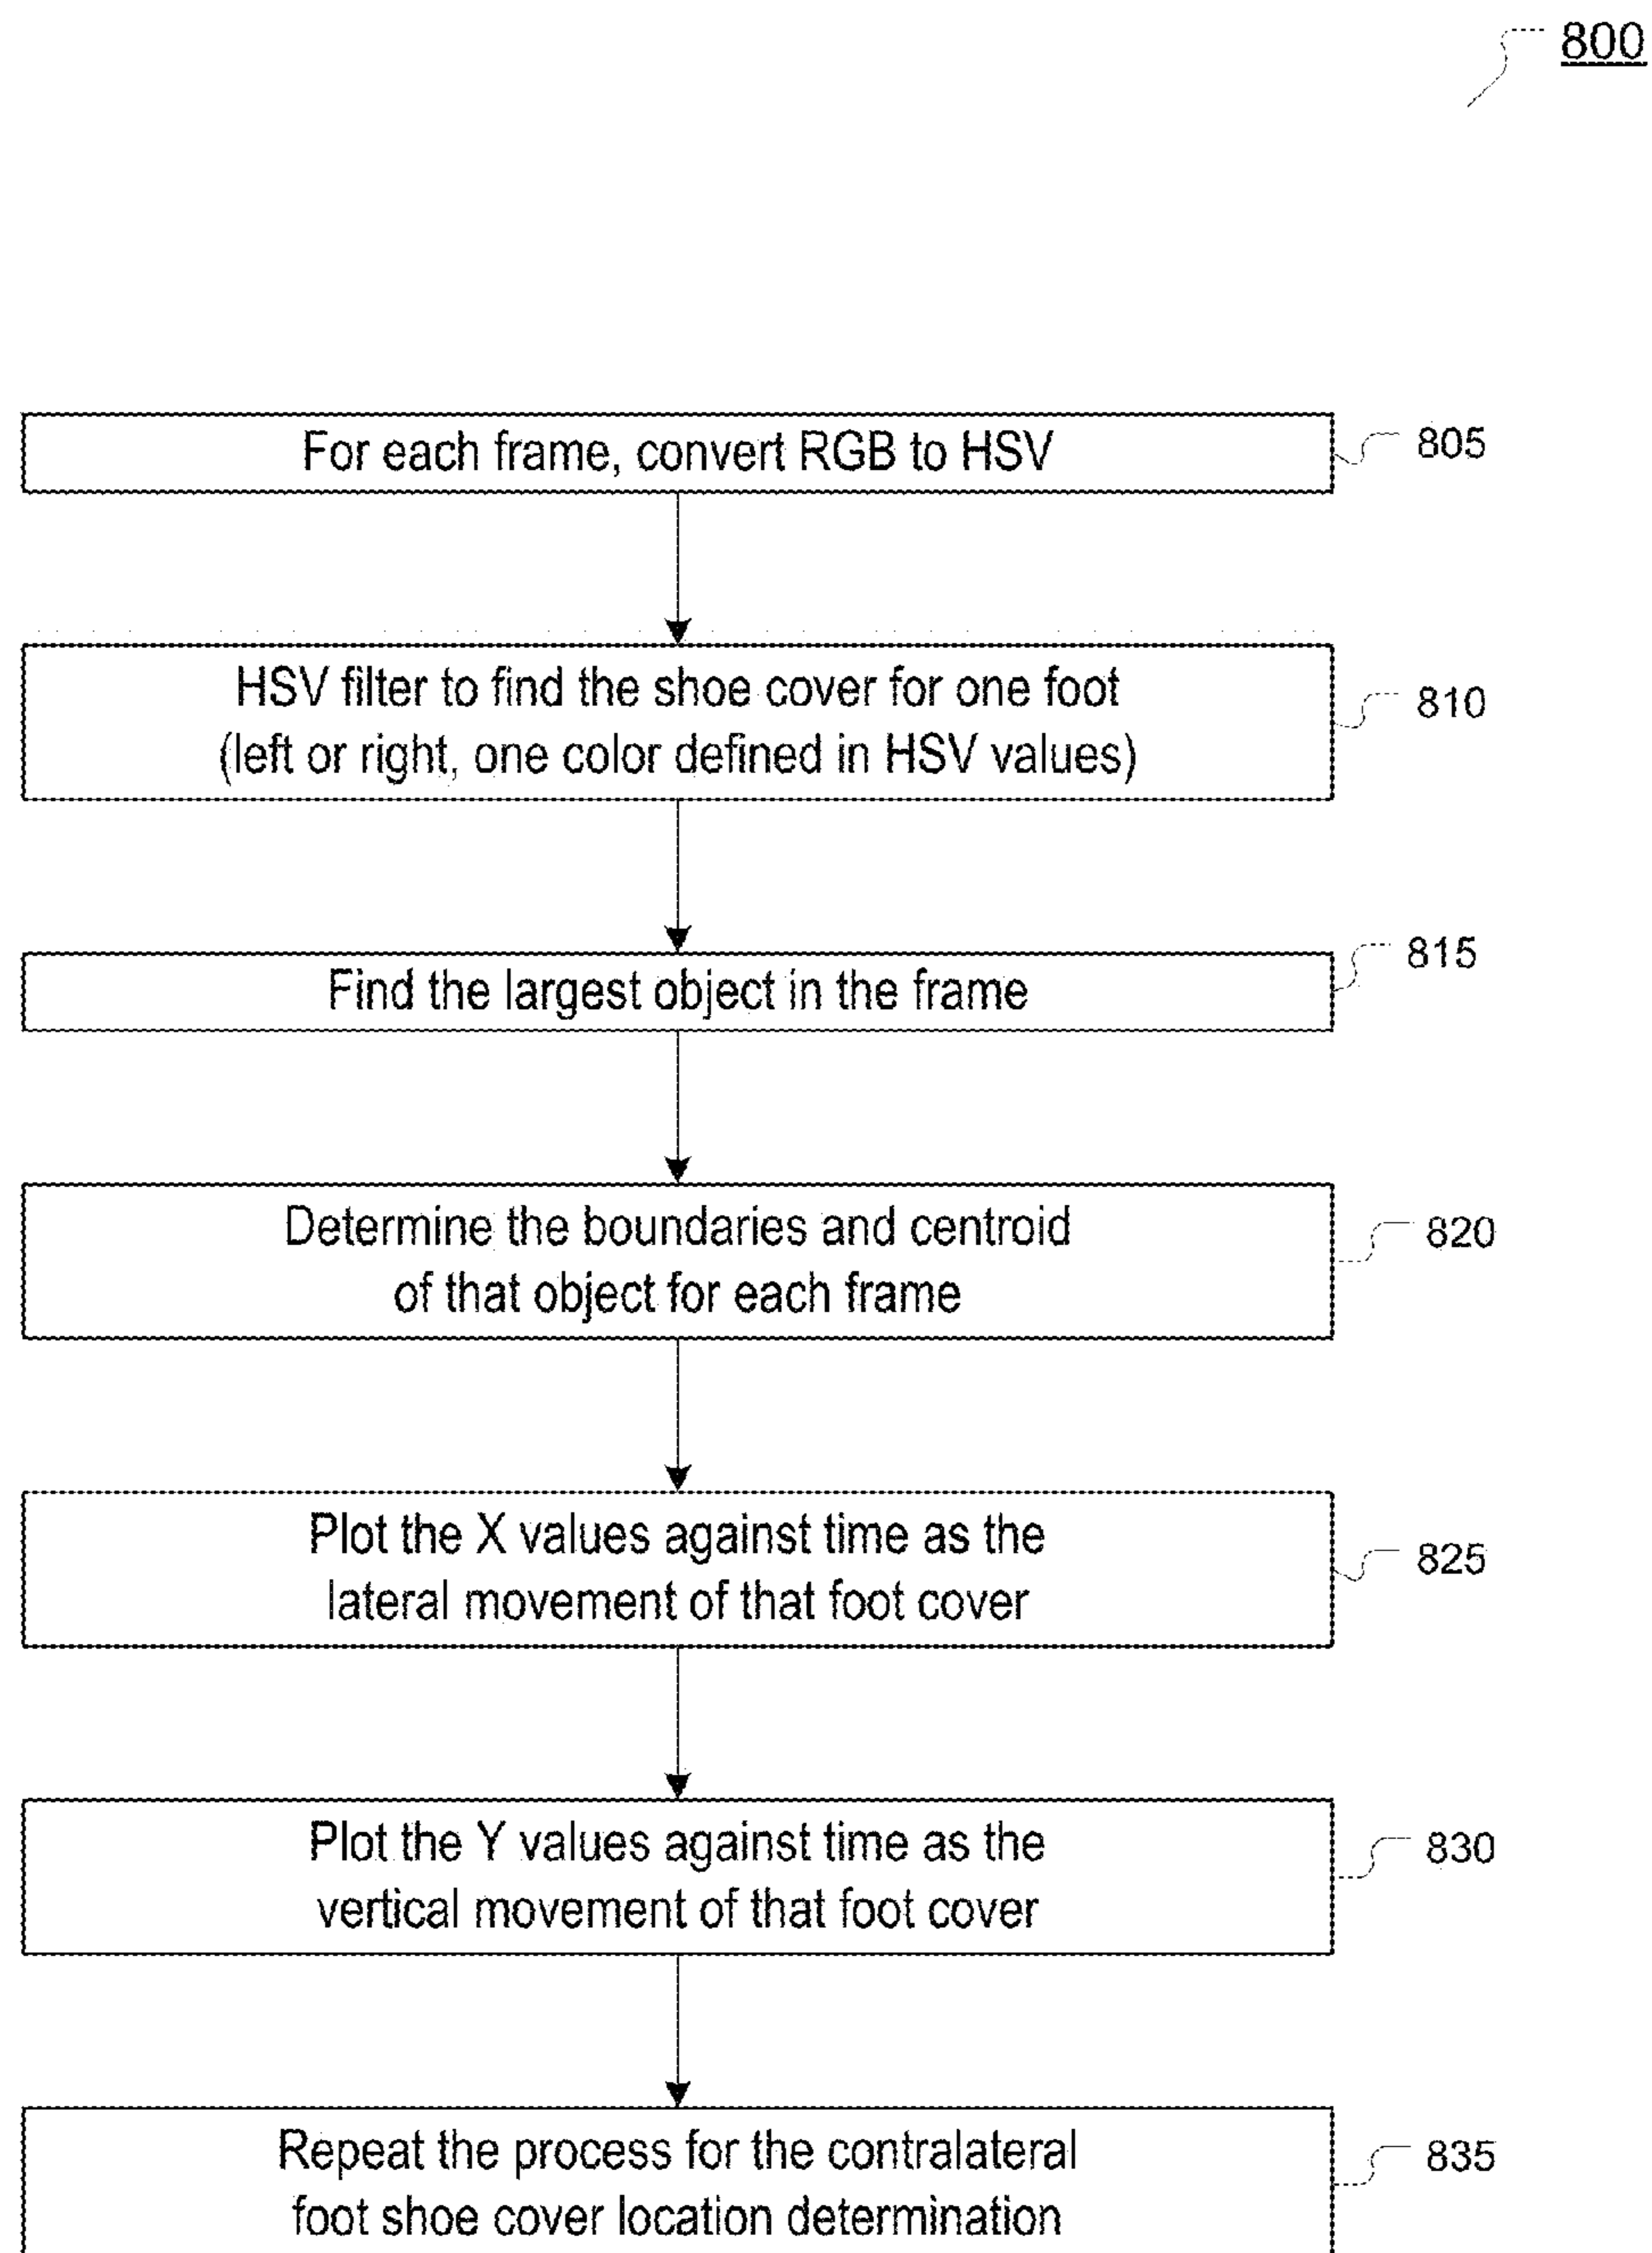 800
For each frame, convert RGB to HSV
805
HSV filter to find the shoe cover for one foot
(left or right, one color defined in HSV values)
810
Find the largest object in the frame
815
Determine the boundaries and centroid
of that object for each frame
820
Plot the X values against time as the
lateral movement of that foot cover
825
Plot the Y values against time as the
vertical movement of that foot cover
830
Repeat the process for the contralateral
foot shoe cover location determination
835